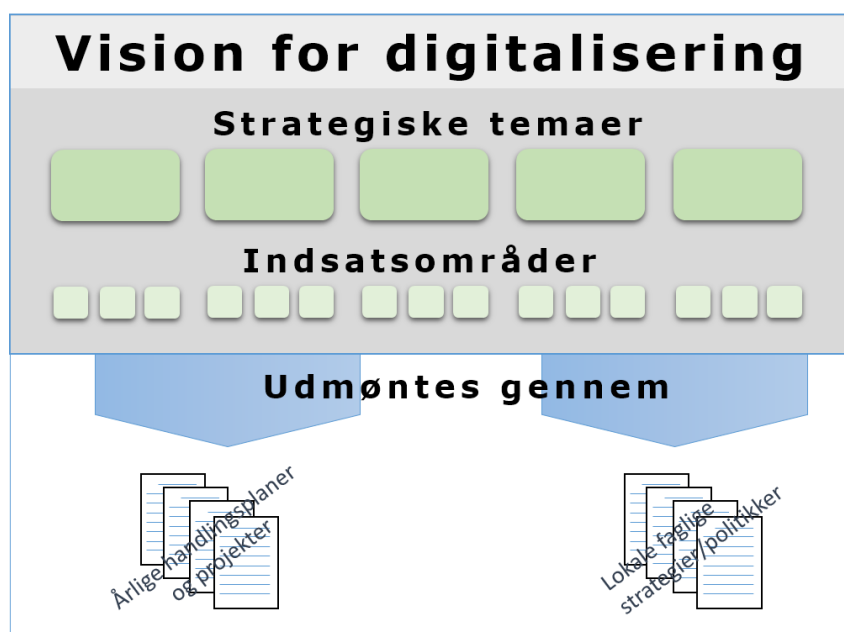 Vision for digitalisering
Strategiske temaer
Indsatsområder
Udmøntes gennem
Årlige handlingsplaner
og projekter
Lokale faglige
strategier/politikker